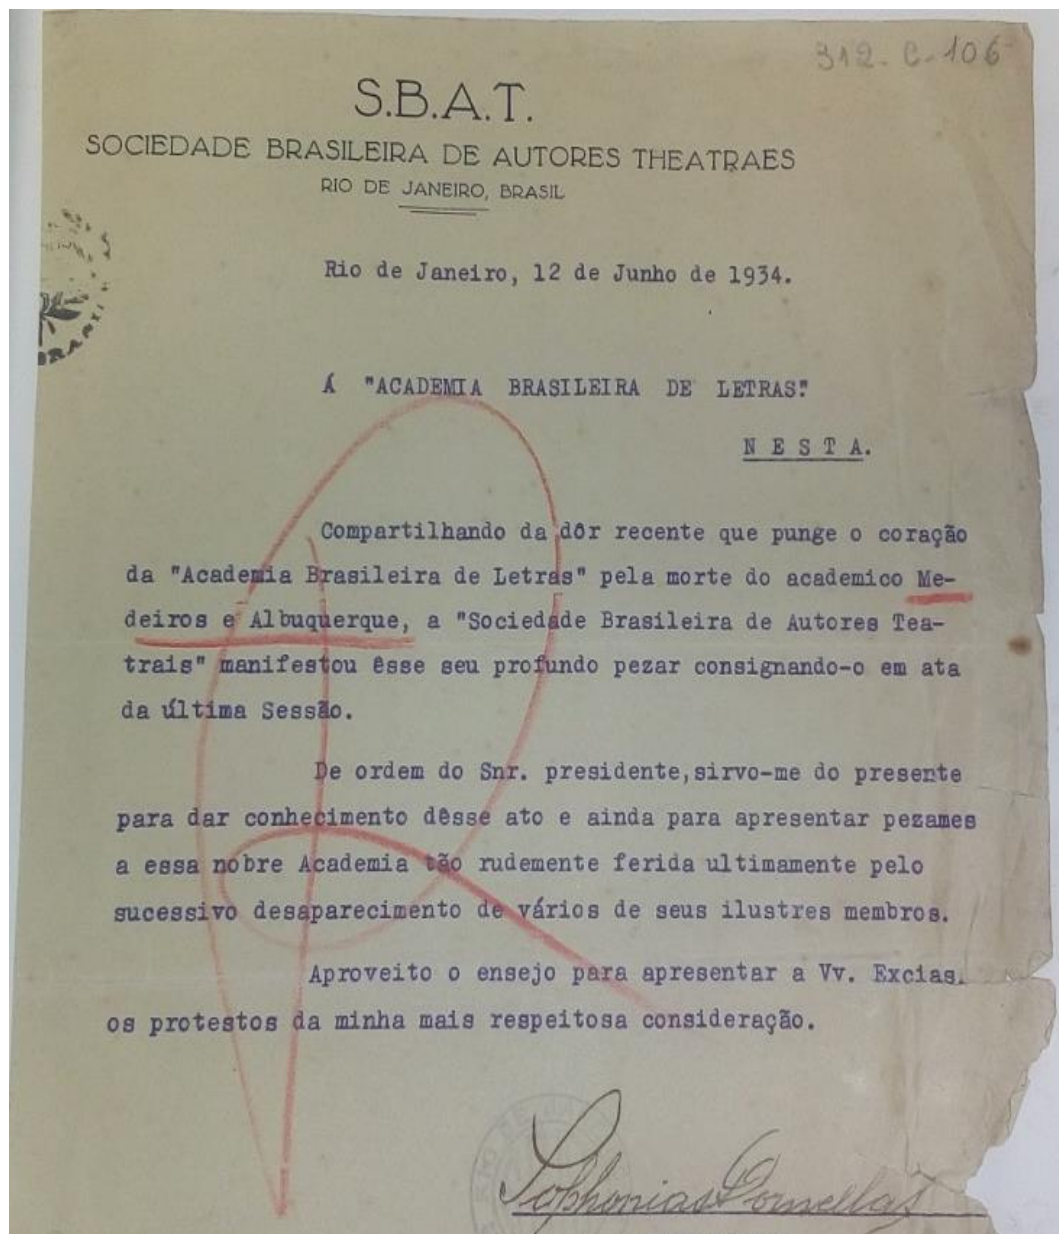 312-C-106
S.B.A.T.
SOCIEDADE BRASILEIRA DE AUTORES THEATRAES
RIO DE JANEIRO, BRASIL
Rio de Janeiro, 12 de Junho de 1934.
Á "ACADEMIA BRASILEIRA DE LETRAS".
N E S T A.
Compartilhando da dôr recente que punge o coração
da "Academia Brasileira de Letras" pela morte do academico Me-
deiros e Albuquerque, a "Sociedade Brasileira de Autores Tea-
trais" manifestou êsse seu profundo pezar consignando-o em ata
da última Sessão.
De ordem do Snr. presidente,sirvo-me do presente
para dar conhecimento dêsse ato e ainda para apresentar pezames
a essa nobre Academia tão rudemente ferida ultimamente pelo
sucessivo desaparecimento de vários de seus ilustres membros.
Aproveito o ensejo para apresentar a Vv. Excias.
os protestos da minha mais respeitosa consideração.
Sophonias Dornellas